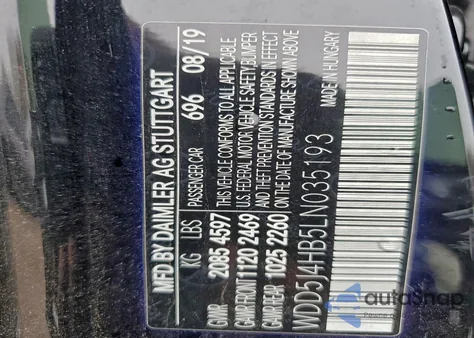 MFD BY DAIMLER AG STUTTGART
PASSENGER CAR 696 08/19
THIS VEHICLE CONFORMS TO ALL APPLICABLE
U.S. FEDERAL MOTOR VEHICLE SAFETY,BUMPER
AND THEFT PREVENTION STANDARDS IN EFFECT
ON THE DATE OF MANUFACTURE SHOWN ABOVE
KG LBS
GVWR 2085 4597
GAWR FRONT 1120 2469
GAWR REAR 1025 2260
MADE IN HUNGARY
WDD5J4HB5LN035193
autoSnap